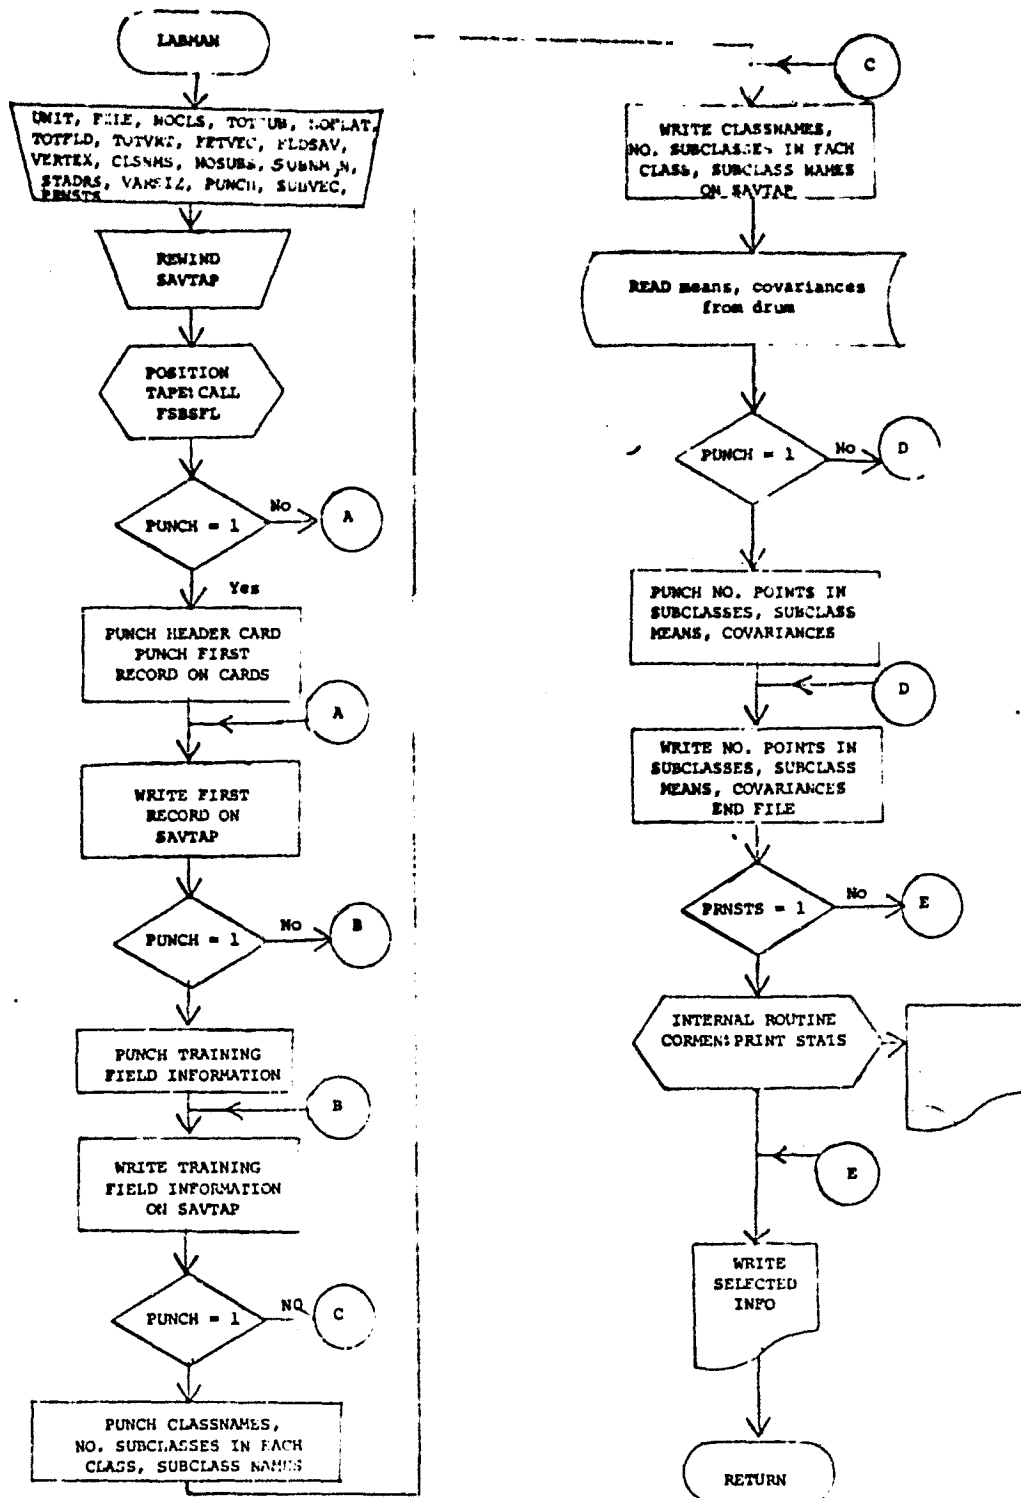 LABMAN
UNIT, FILE, NOCLS,
TOTFLD, TOTVRT, FETVEC, FLDSAV,
VERTEX, CLSNMS, NOSUBS,
STADRS, VARSIZ, PUNCH, SUBVEC,
PRNSTS
REWIND
SAVTAP
POSITION
TAPE: CALL
FSBSFL
PUNCH = 1
No
A
Yes
PUNCH HEADER CARD
PUNCH FIRST
RECORD ON CARDS
A
WRITE FIRST
RECORD ON
SAVTAP
PUNCH = 1
No
B
PUNCH TRAINING
FIELD INFORMATION
B
WRITE TRAINING
FIELD INFORMATION
ON SAVTAP
PUNCH = 1
NO
C
PUNCH CLASSNAMES,
NO. SUBCLASSES IN EACH
CLASS, SUBCLASS NAMES
C
WRITE CLASSNAMES,
NO. SUBCLASSES IN EACH
CLASS, SUBCLASS NAMES
ON SAVTAP
READ means, covariances
from drum
PUNCH = 1
No
D
PUNCH NO. POINTS IN
SUBCLASSES, SUBCLASS
MEANS, COVARIANCES
D
WRITE NO. POINTS IN
SUBCLASSES, SUBCLASS
MEANS, COVARIANCES
END FILE
PRNSTS = 1
No
E
INTERNAL ROUTINE
CORMEN: PRINT STATS
E
WRITE
SELECTED
INFO
RETURN